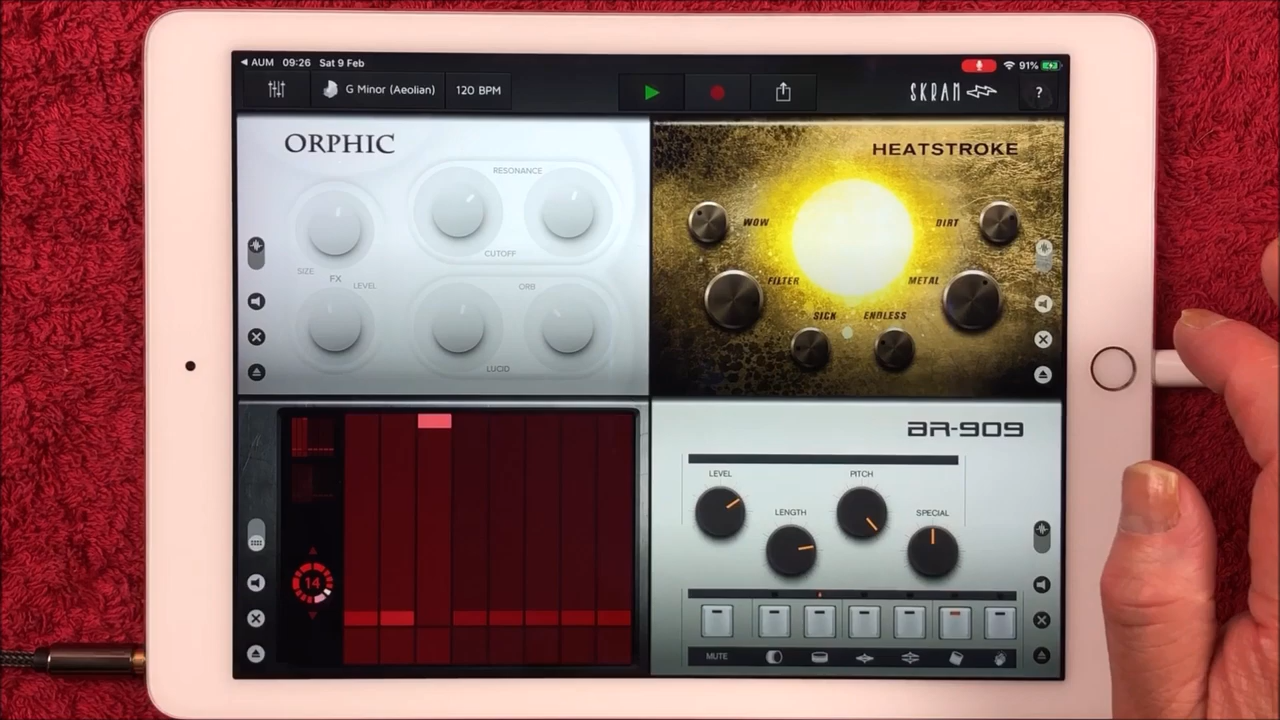 AUM 09:26 Sat 9 Feb
91%
G Minor (Aeolian)
120 BPM
SKRAM
?
ORPHIC
RESONANCE
CUTOFF
SIZE
FX
LEVEL
ORB
LUCID
HEATSTROKE
WOW
DIRT
FILTER
METAL
SICK
ENDLESS
14
BR-909
LEVEL
PITCH
LENGTH
SPECIAL
MUTE